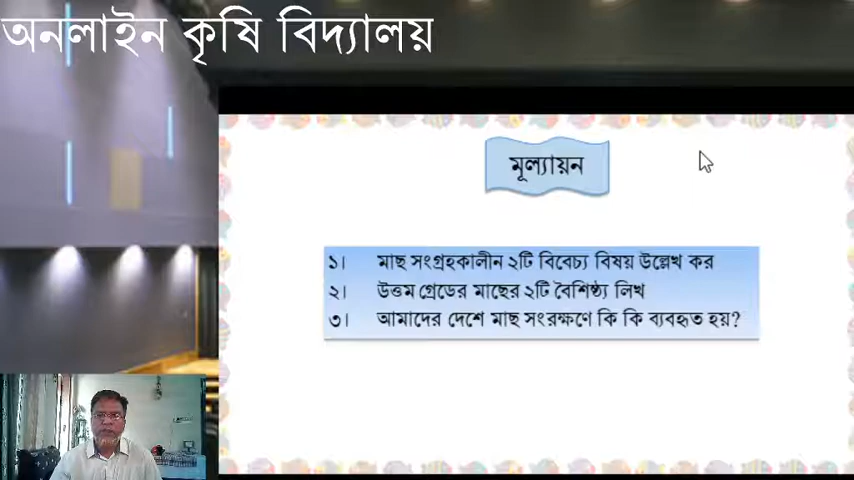 অনলাইন কৃষি বিদ্যালয়
মূল্যায়ন
১। মাছ সংগ্রহকালীন ২টি বিবেচ্য বিষয় উল্লেখ কর
২। উত্তম গ্রেডের মাছের ২টি বৈশিষ্ঠ্য লিখ
৩। আমাদের দেশে মাছ সংরক্ষণে কি কি ব্যবহৃত হয়?